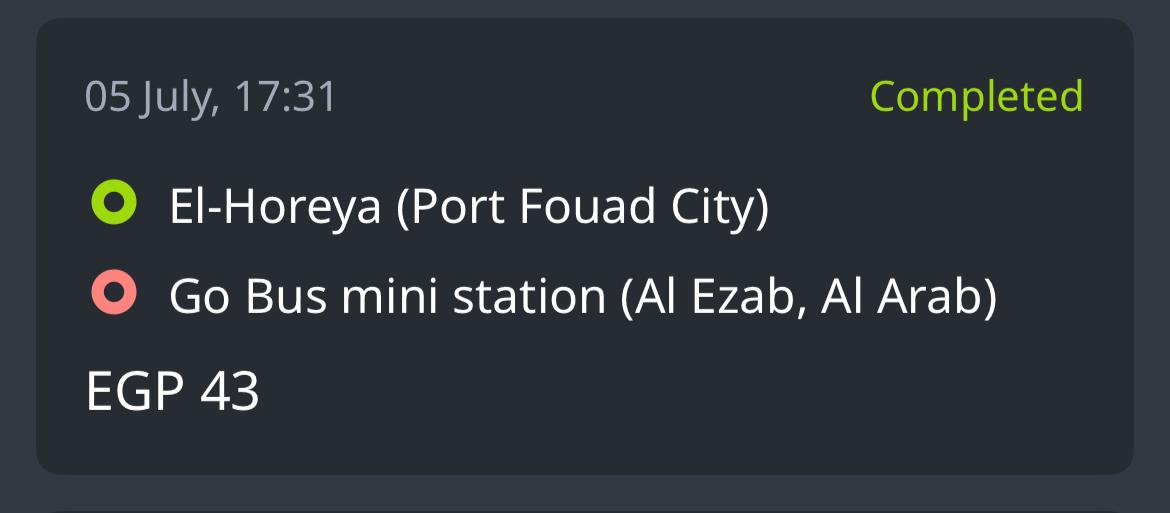 05 July, 17:31 Completed
El-Horeya (Port Fouad City)
Go Bus mini station (Al Ezab, Al Arab)
EGP 43